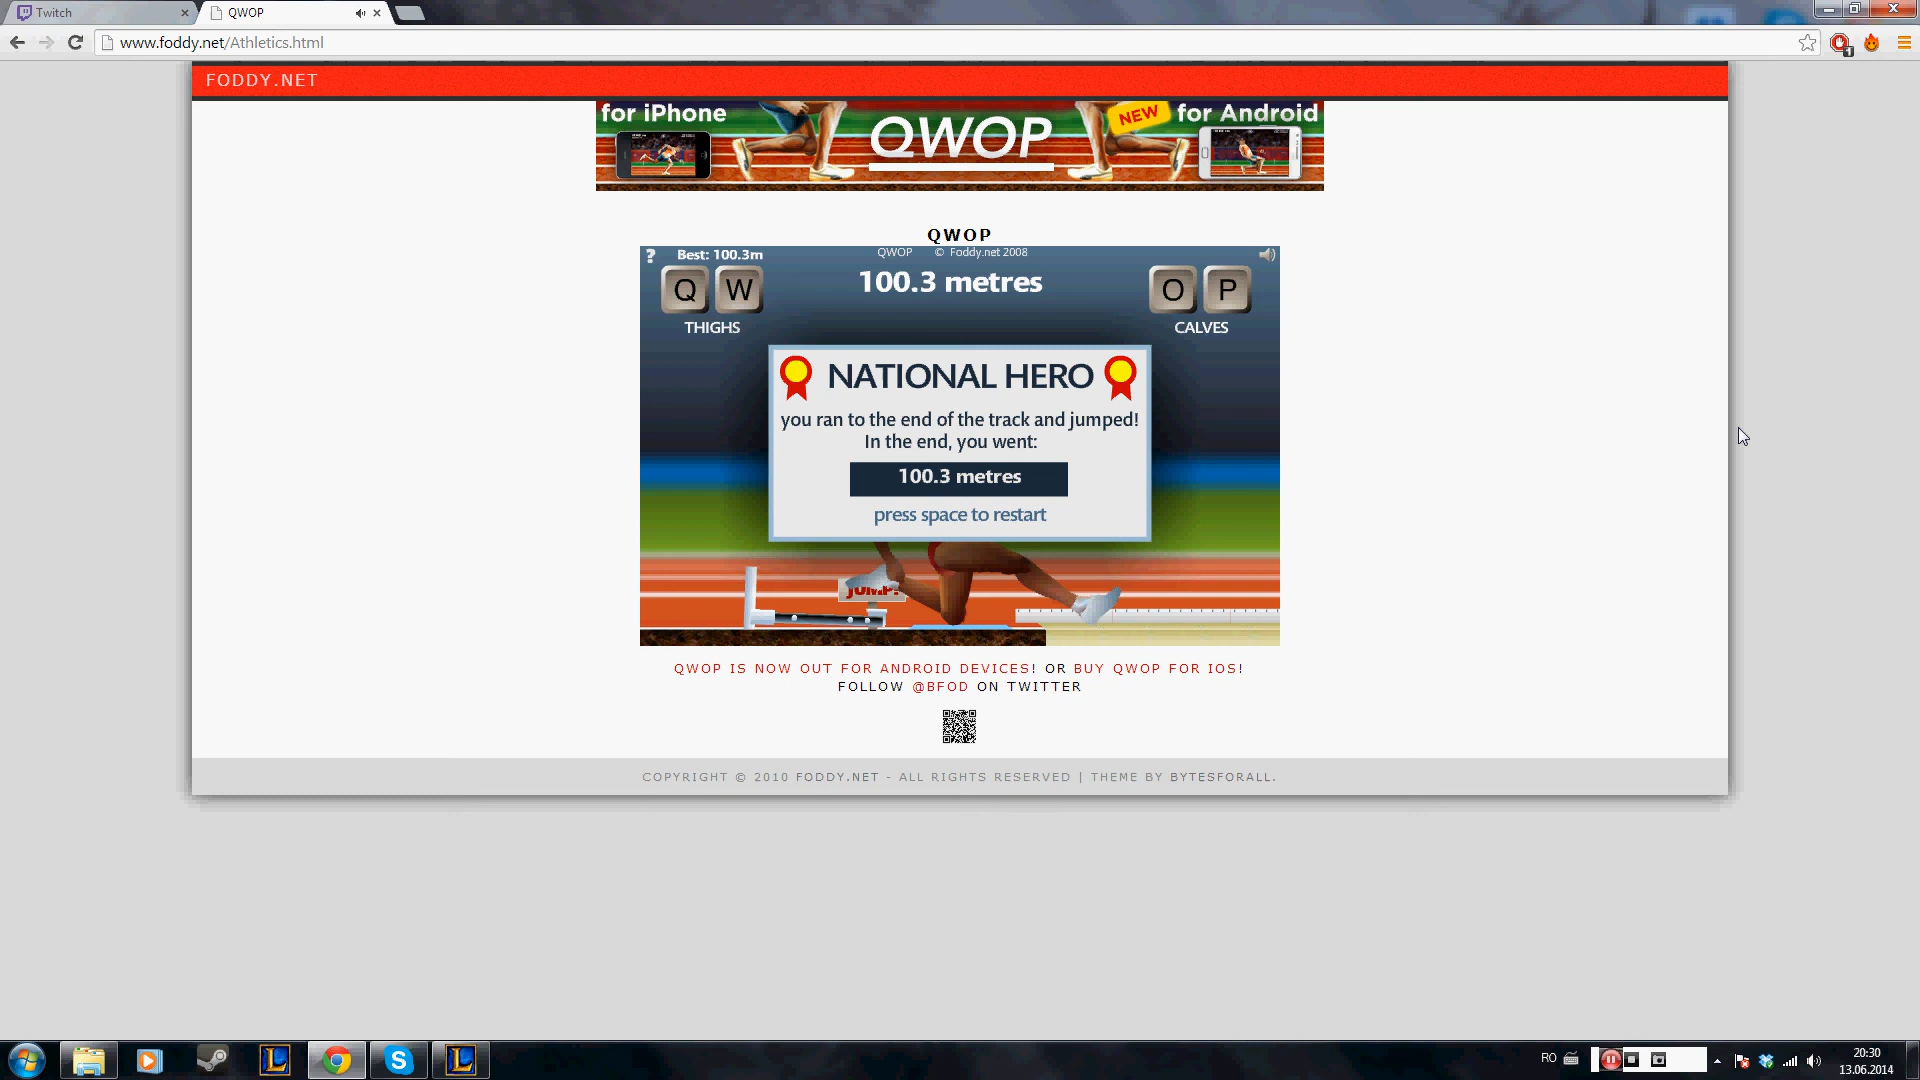 Twitch
QWOP
www.foddy.net/Athletics.html
FODDY.NET
for iPhone
QWOP
NEW
for Android
QWOP
? Best: 100.3m
QWOP © Foddy.net 2008
100.3 metres
Q W
O P
THIGHS
CALVES
NATIONAL HERO
you ran to the end of the track and jumped!
In the end, you went:
100.3 metres
press space to restart
JUMP!
QWOP IS NOW OUT FOR ANDROID DEVICES! OR BUY QWOP FOR IOS!
FOLLOW @BFOD ON TWITTER
COPYRIGHT © 2010 FODDY.NET - ALL RIGHTS RESERVED | THEME BY BYTESFORALL.
RO
20:30
13.06.2014